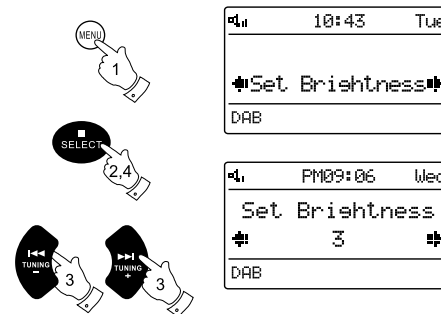 MENU
1
SELECT
2,4
TUNING
−
3
TUNING
+
3
10:43 Tue
Set Brightness
DAB
PM09:06 Wed
Set Brightness
3
DAB